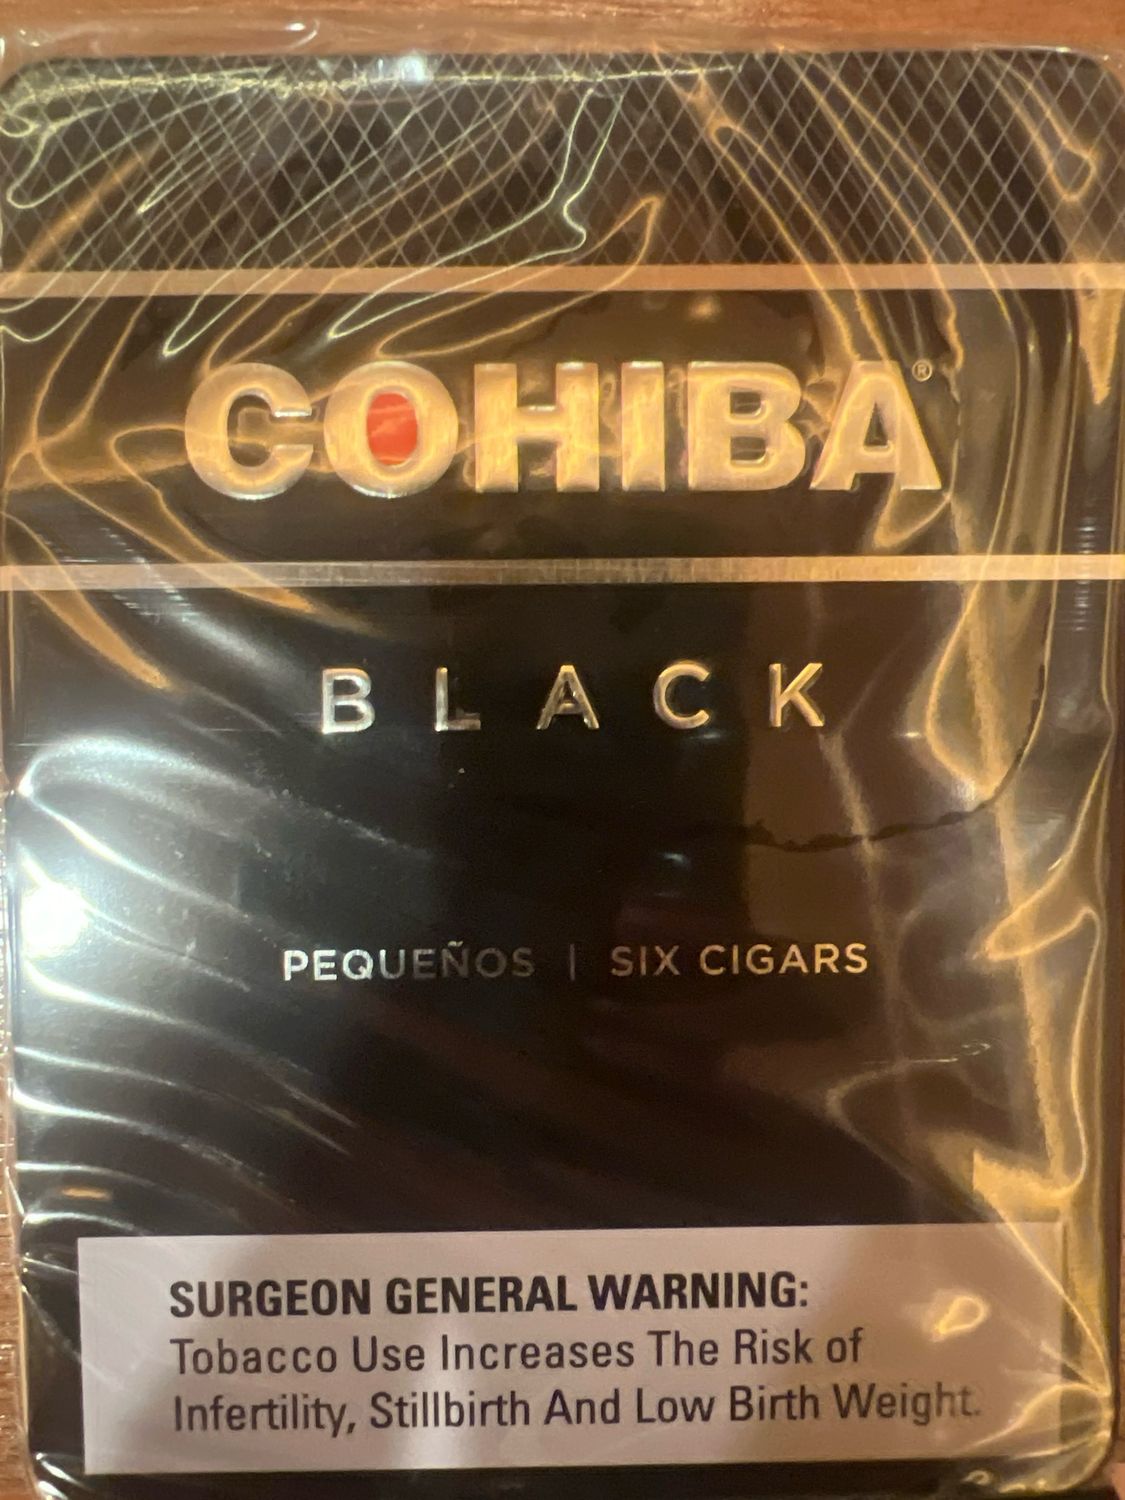 COHIBA®
BLACK
PEQUEÑOS | SIX CIGARS
SURGEON GENERAL WARNING:
Tobacco Use Increases The Risk of
Infertility, Stillbirth And Low Birth Weight.